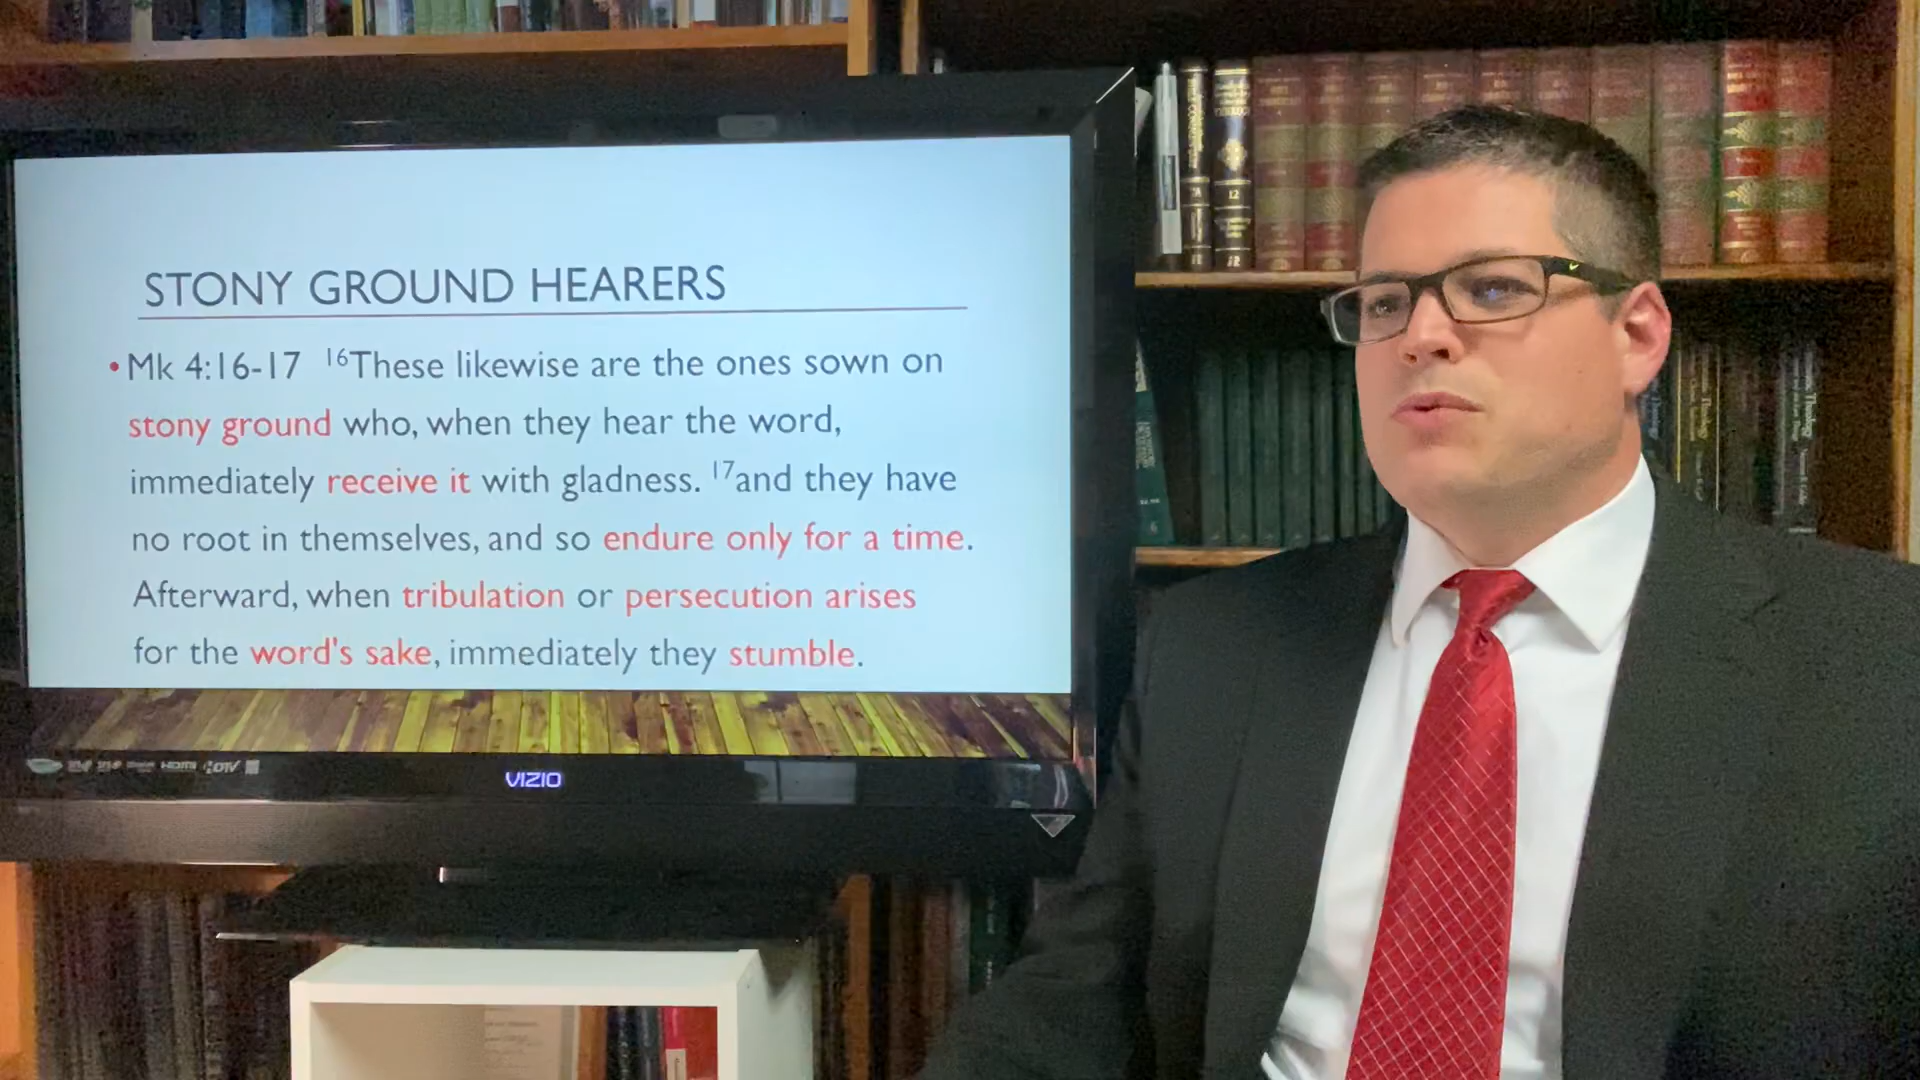 STONY GROUND HEARERS
• Mk 4:16-17 16These likewise are the ones sown on
stony ground who, when they hear the word,
immediately receive it with gladness. 17and they have
no root in themselves, and so endure only for a time.
Afterward, when tribulation or persecution arises
for the word's sake, immediately they stumble.
HDMI
VIZIO
12